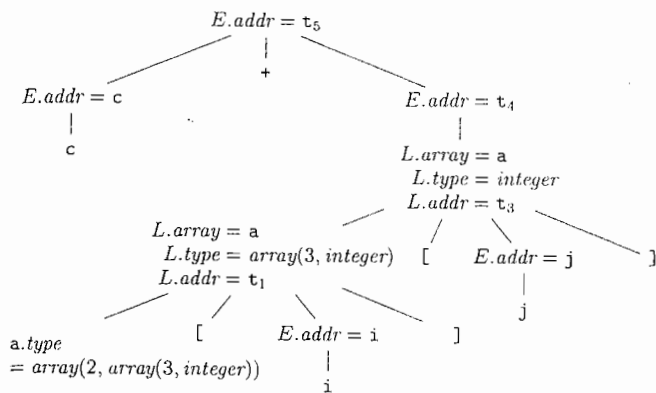 E.addr = t₅
+
E.addr = c
E.addr = t₄
c
L.array = a
L.type = integer
L.addr = t₃
L.array = a
L.type = array(3, integer)
L.addr = t₁
[
E.addr = j
]
j
a.type
= array(2, array(3, integer))
[
E.addr = i
]
i